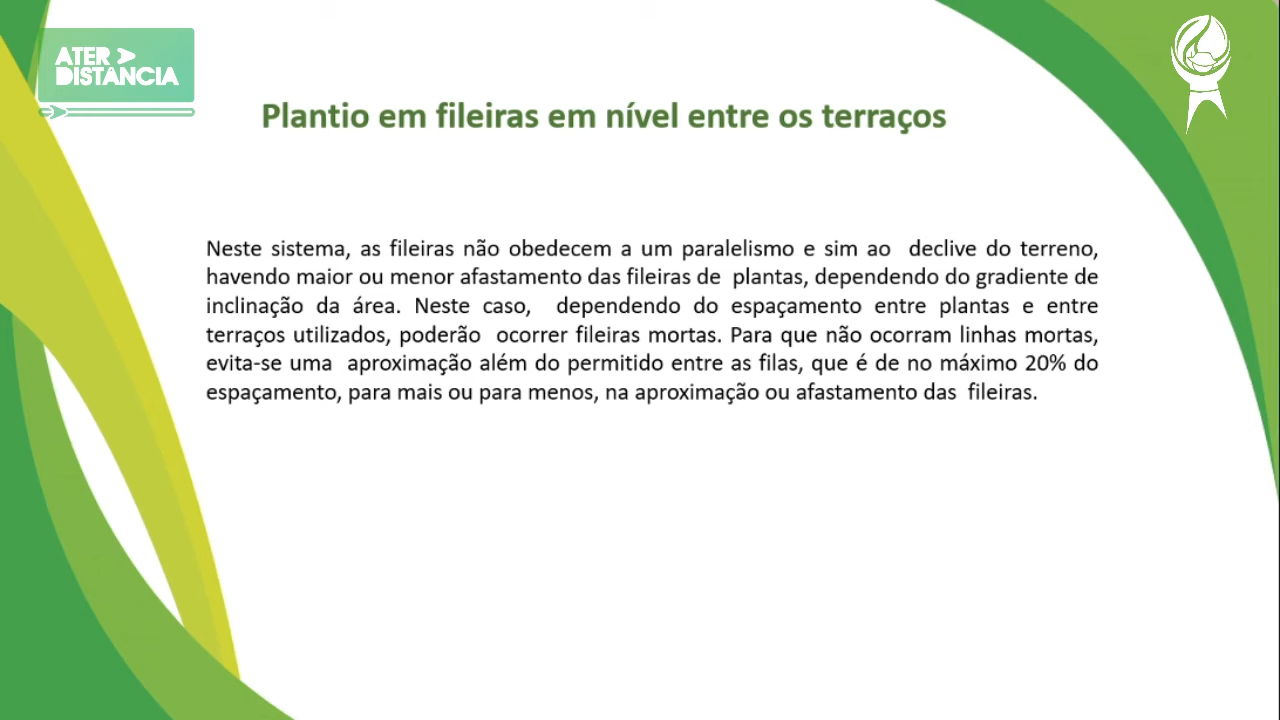 ATER
DISTÂNCIA
Plantio em fileiras em nível entre os terraços
Neste sistema, as fileiras não obedecem a um paralelismo e sim ao declive do terreno,
havendo maior ou menor afastamento das fileiras de plantas, dependendo do gradiente de
inclinação da área. Neste caso, dependendo do espaçamento entre plantas e entre
terraços utilizados, poderão ocorrer fileiras mortas. Para que não ocorram linhas mortas,
evita-se uma aproximação além do permitido entre as filas, que é de no máximo 20% do
espaçamento, para mais ou para menos, na aproximação ou afastamento das fileiras.